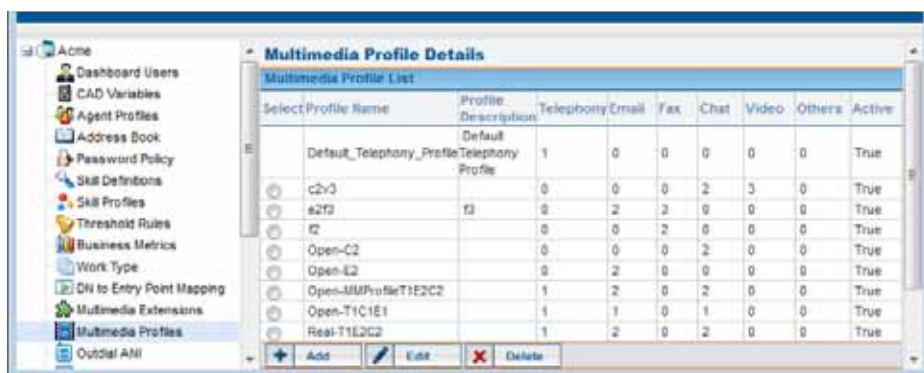 Acme
Dashboard Users
CAD Variables
Agent Profiles
Address Book
Password Policy
Skill Definitions
Skill Profiles
Threshold Rules
Business Metrics
Work Type
DN to Entry Point Mapping
Multimedia Extensions
Multimedia Profiles
Outdial ANI
Multimedia Profile Details
Multimedia Profile List
Select Profile Name Profile Description Telephony Email Fax Chat Video Others Active
Default_Telephony_Profile Default Telephony Profile 1 0 0 0 0 0 True
c2v3 0 0 0 2 3 0 True
e2f3 f3 0 2 3 0 0 0 True
f2 0 0 2 0 0 0 True
Open-C2 0 0 0 2 0 0 True
Open-E2 0 2 0 0 0 0 True
Open-MMProfileT1E2C2 1 2 0 2 0 0 True
Open-T1C1E1 1 1 0 1 0 0 True
Real-T1E2C2 1 2 0 2 0 0 True
Add Edit Delete